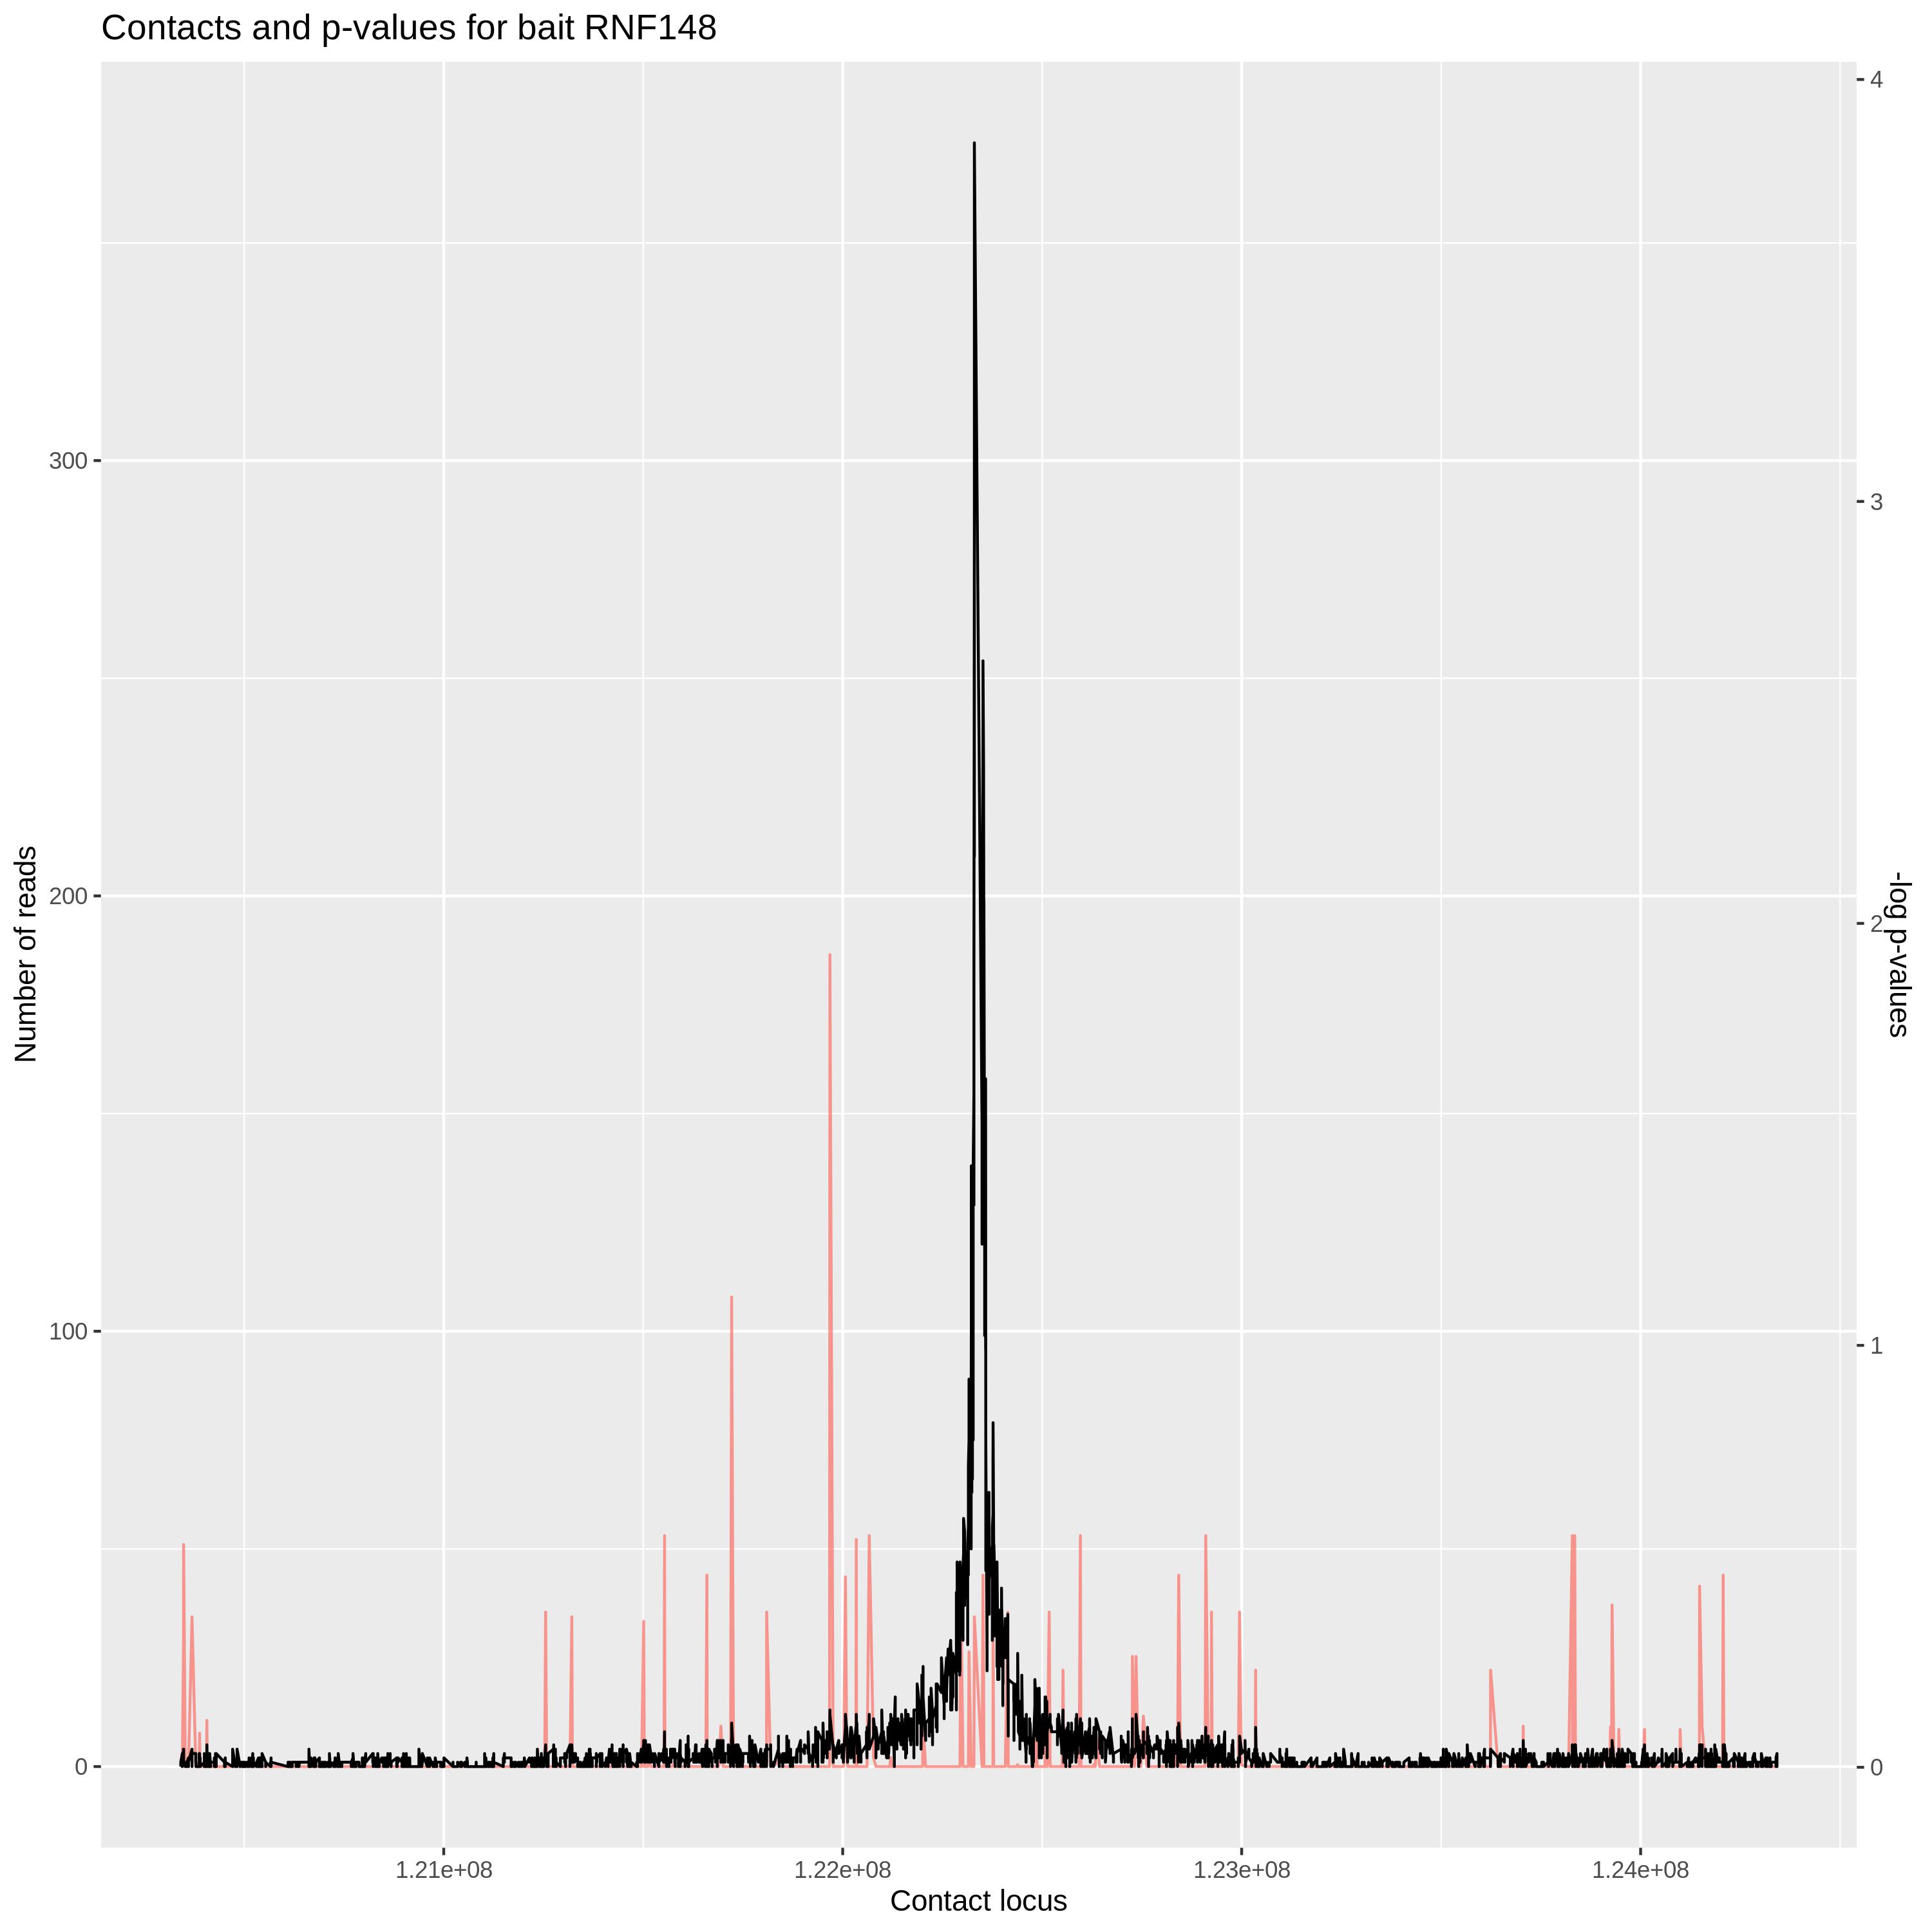 Contacts and p-values for bait RNF148
4
3
2
1
0
-log p-values
300
200
100
0
Number of reads
1.21e+08
1.22e+08
1.23e+08
1.24e+08
Contact locus